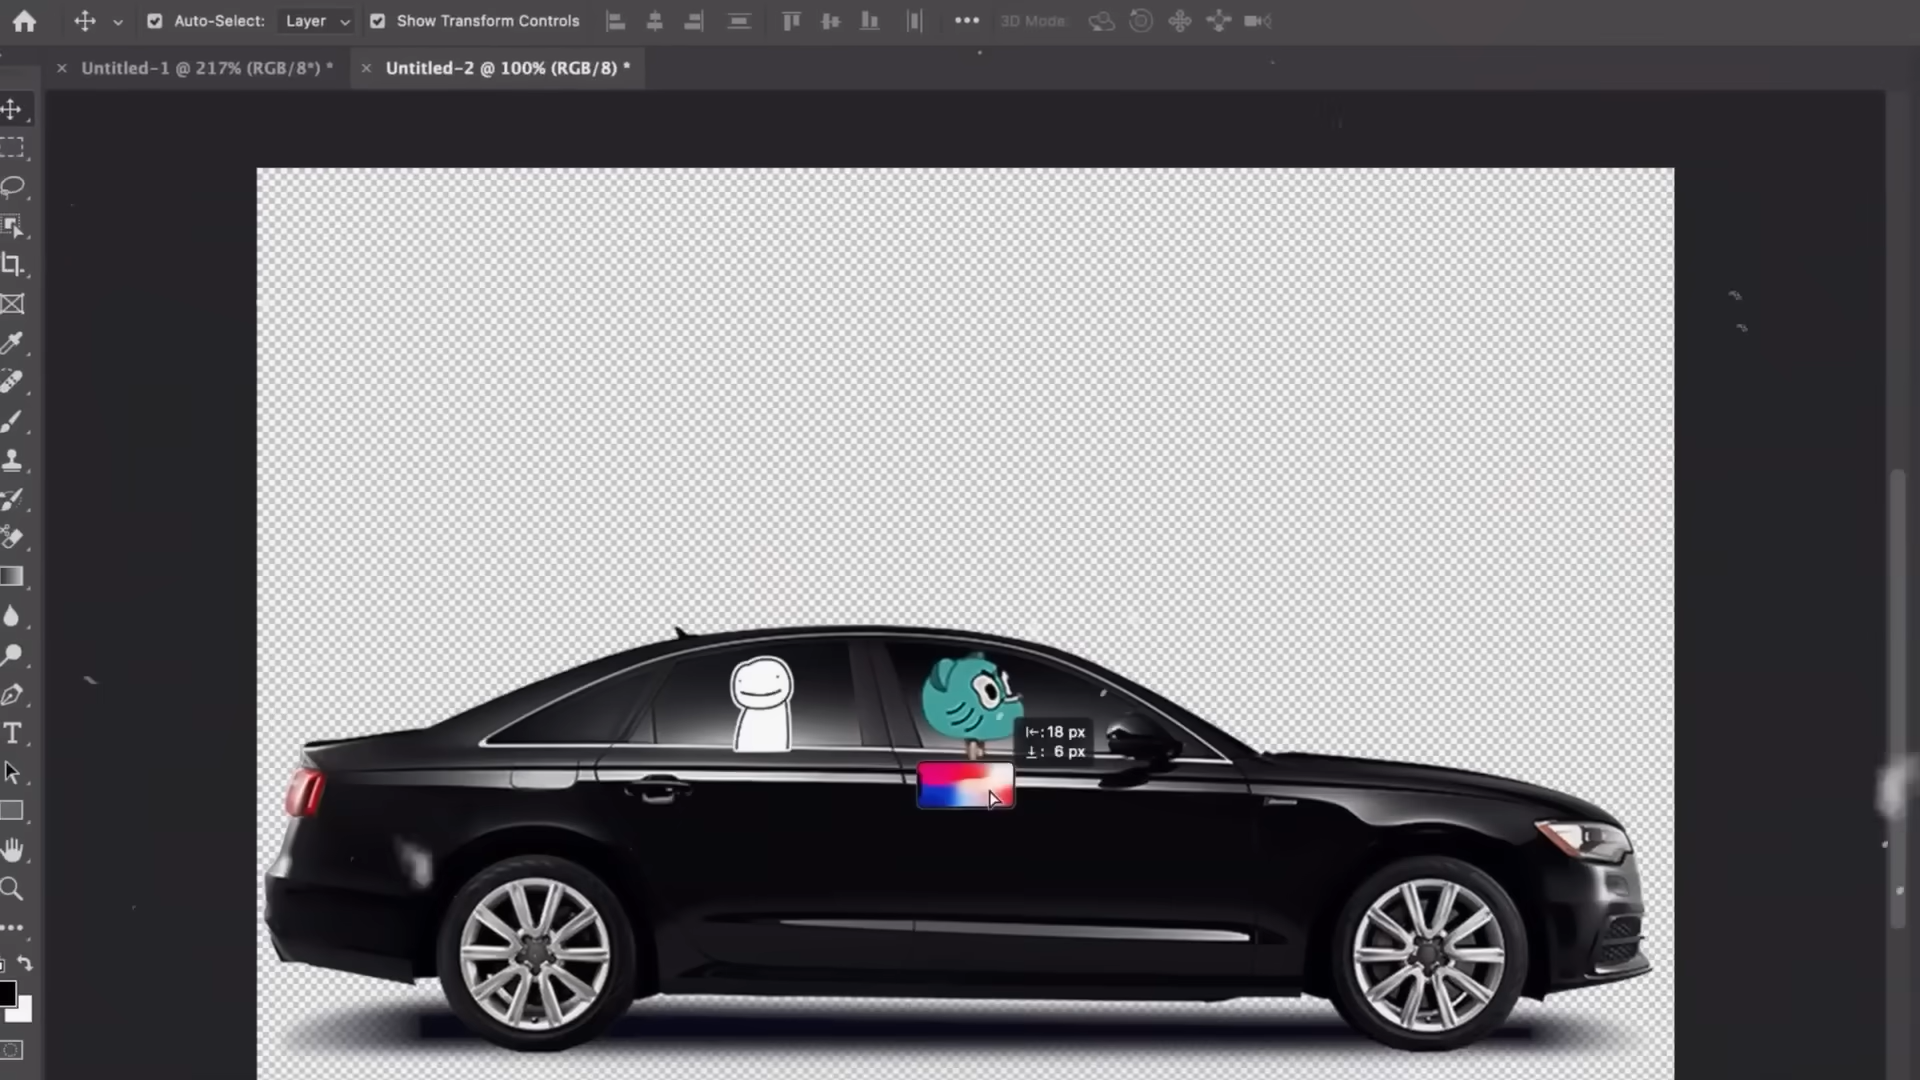 Auto-Select: Layer Show Transform Controls 3D Mode:
Untitled-1 @ 217% (RGB/8*) * Untitled-2 @ 100% (RGB/8) *
18 px
6 px